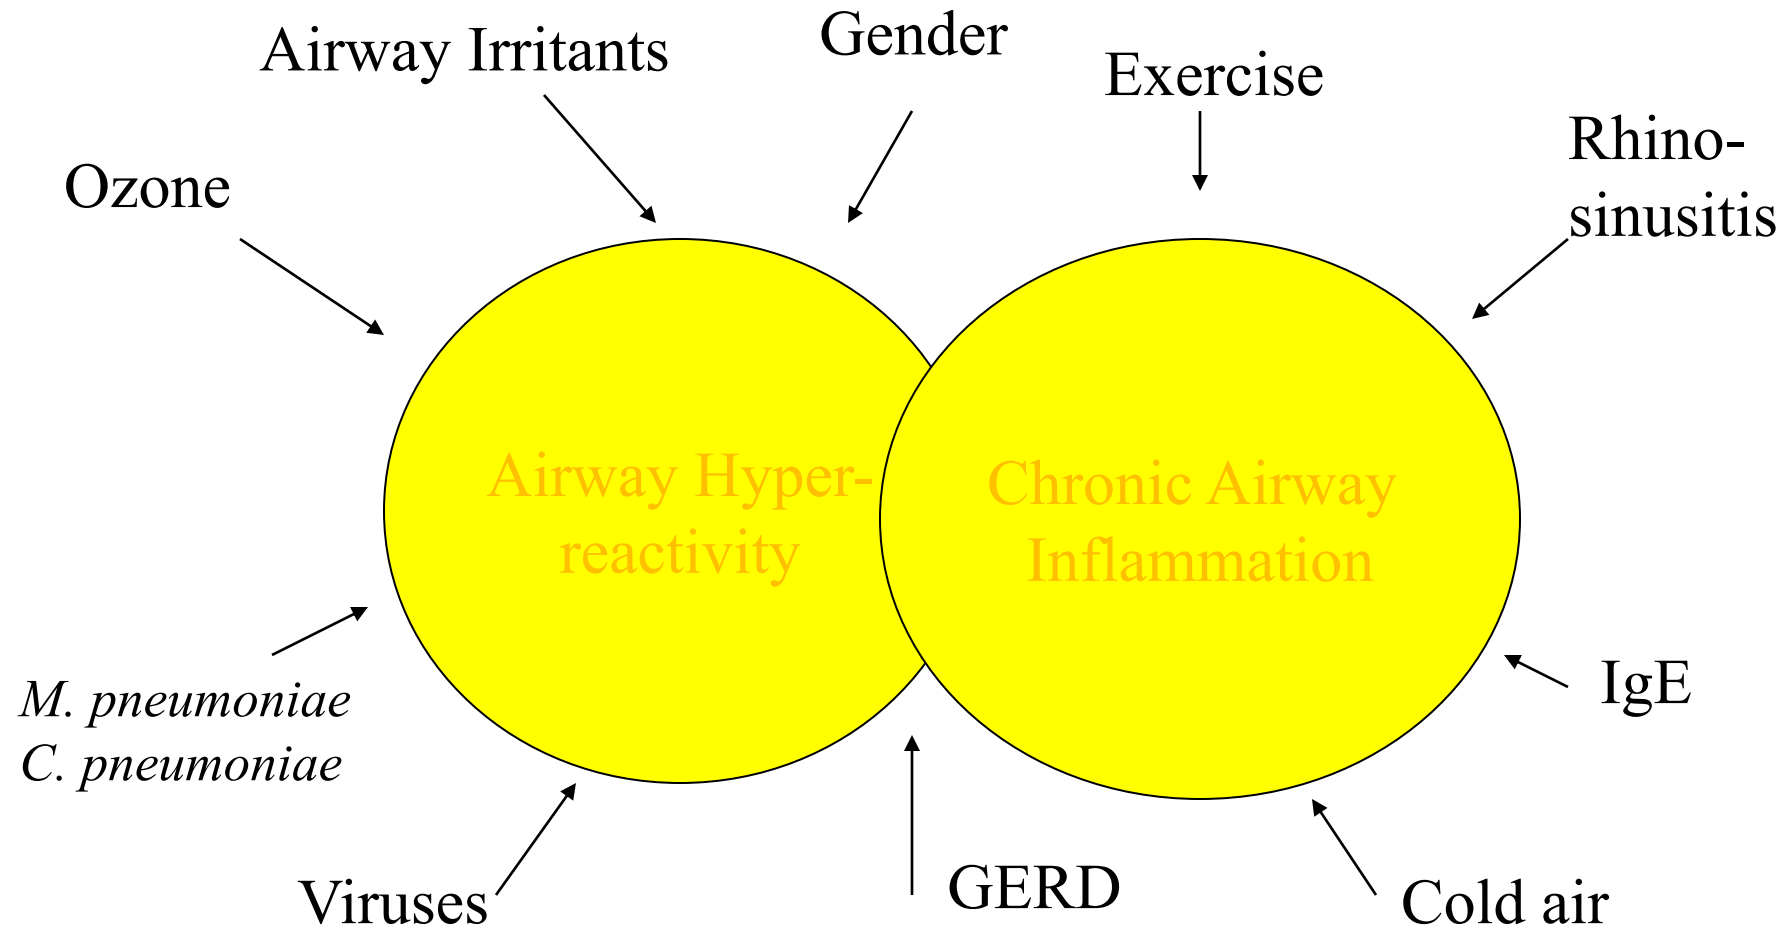 Airway Irritants
Gender
Exercise
Rhino-
sinusitis
Ozone
Airway Hyper-
reactivity
Chronic Airway
Inflammation
M. pneumoniae
C. pneumoniae
IgE
Viruses
GERD
Cold air